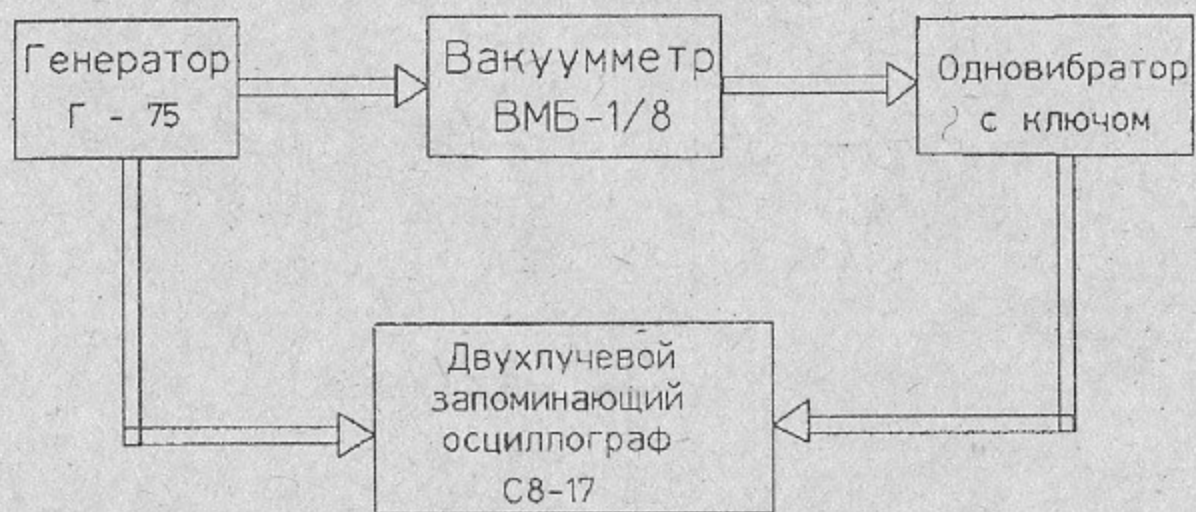 Генератор
Г - 75
Вакуумметр
ВМБ-1/8
Одновибратор
с ключом
Двухлучевой
запоминающий
осциллограф
С8-17